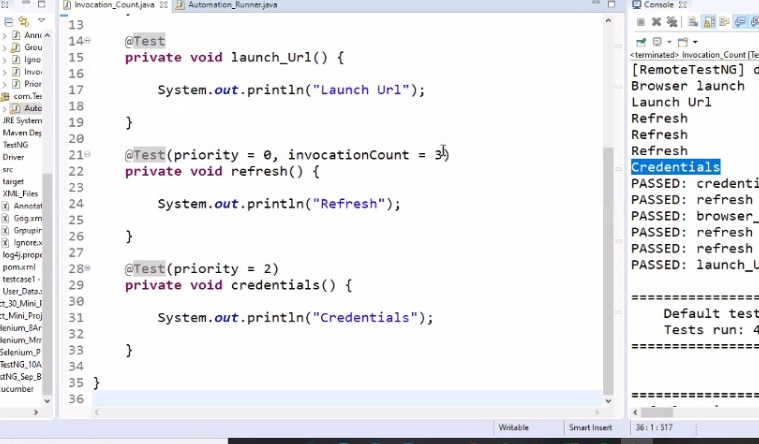 Invocation_Count.java
Automation_Runner.java
Console
13
14 @Test
15 private void launch_Url() {
16
17 System.out.println("Launch Url");
18
19 }
20
21 @Test(priority = 0, invocationCount = 3)
22 private void refresh() {
23
24 System.out.println("Refresh");
25
26 }
27
28 @Test(priority = 2)
29 private void credentials() {
30
31 System.out.println("Credentials");
32
33 }
34
35 }
36
Anno
Grou
Igno
Invo
Prior
com.Te
Auto
JRE System
Maven Dep
TestNG
Driver
src
target
XML_Files
Annotat
Gog.xm
Grpupir
Ignore.x
log4j.prope
pom.xml
testcase1 -
User_Data.
ct_30_Mini_F
ct_Mini_Proj
lenium_8Ar
lenium_Mrr
Selenium_P
TestNG_10A
stNG_Sep_B
Cucumber
<terminated> Invocation_Count [Te
[RemoteTestNG] d
Browser launch
Launch Url
Refresh
Refresh
Refresh
Credentials
PASSED: credenti
PASSED: refresh
PASSED: browser_
PASSED: refresh
PASSED: refresh
PASSED: launch_U
===============
Default test
Tests run: 4
===============
===============
Writable
Smart Insert
36 : 1 : 517